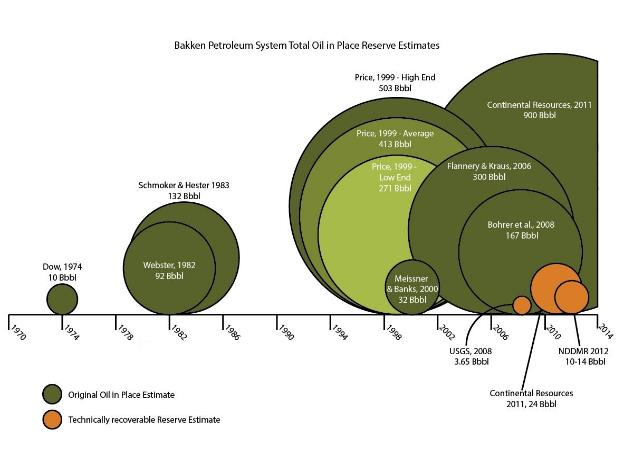 Bakken Petroleum System Total Oil in Place Reserve Estimates
Price, 1999 - High End
503 Bbbl
Continental Resources, 2011
900 Bbbl
Price, 1999 - Average
413 Bbbl
Price, 1999 -
Low End
271 Bbbl
Flannery & Kraus, 2006
300 Bbbl
Schmoker & Hester 1983
132 Bbbl
Bohrer et al., 2008
167 Bbbl
Dow, 1974
10 Bbbl
Webster, 1982
92 Bbbl
Meissner
& Banks, 2000
32 Bbbl
1970
1974
1978
1982
1986
1990
1994
1998
2002
2006
2010
2014
USGS, 2008
3.65 Bbbl
NDDMR 2012
10-14 Bbbl
Continental Resources
2011, 24 Bbbl
Original Oil in Place Estimate
Technically recoverable Reserve Estimate